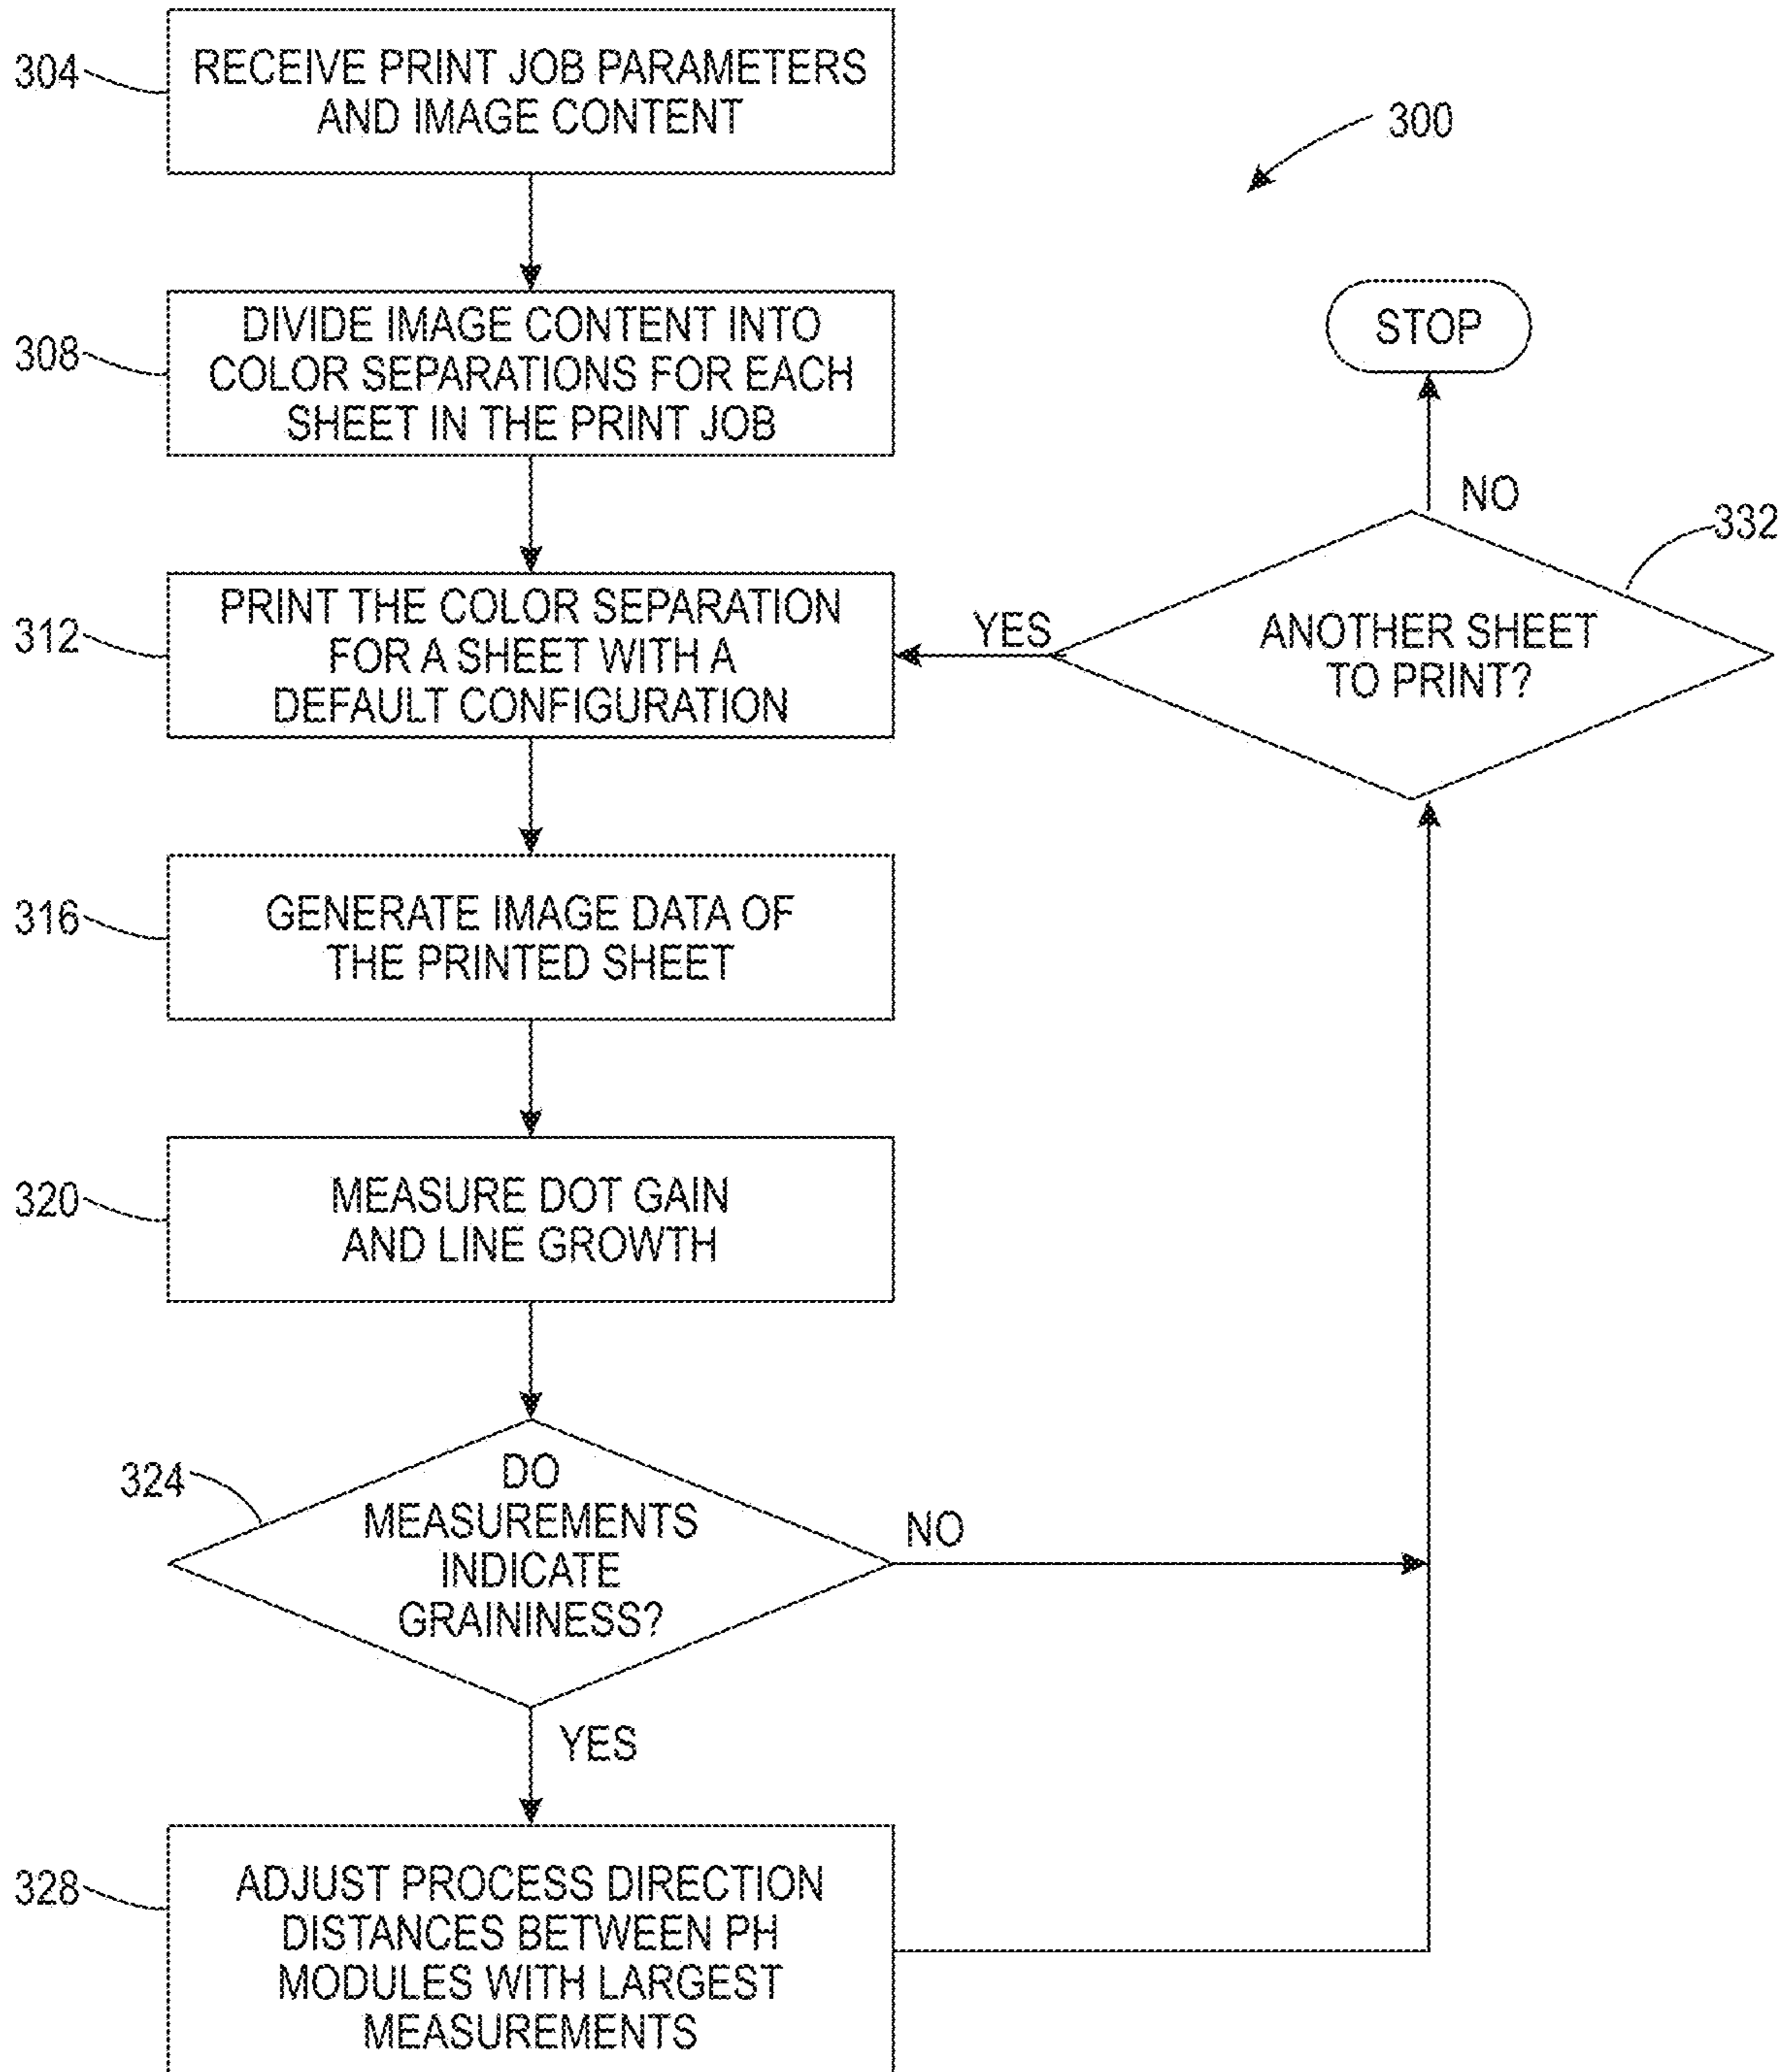 304
RECEIVE PRINT JOB PARAMETERS
AND IMAGE CONTENT
300
308
DIVIDE IMAGE CONTENT INTO
COLOR SEPARATIONS FOR EACH
SHEET IN THE PRINT JOB
STOP
NO
332
312
PRINT THE COLOR SEPARATION
FOR A SHEET WITH A
DEFAULT CONFIGURATION
YES
ANOTHER SHEET
TO PRINT?
316
GENERATE IMAGE DATA OF
THE PRINTED SHEET
320
MEASURE DOT GAIN
AND LINE GROWTH
324
DO
MEASUREMENTS
INDICATE
GRAININESS?
NO
YES
328
ADJUST PROCESS DIRECTION
DISTANCES BETWEEN PH
MODULES WITH LARGEST
MEASUREMENTS